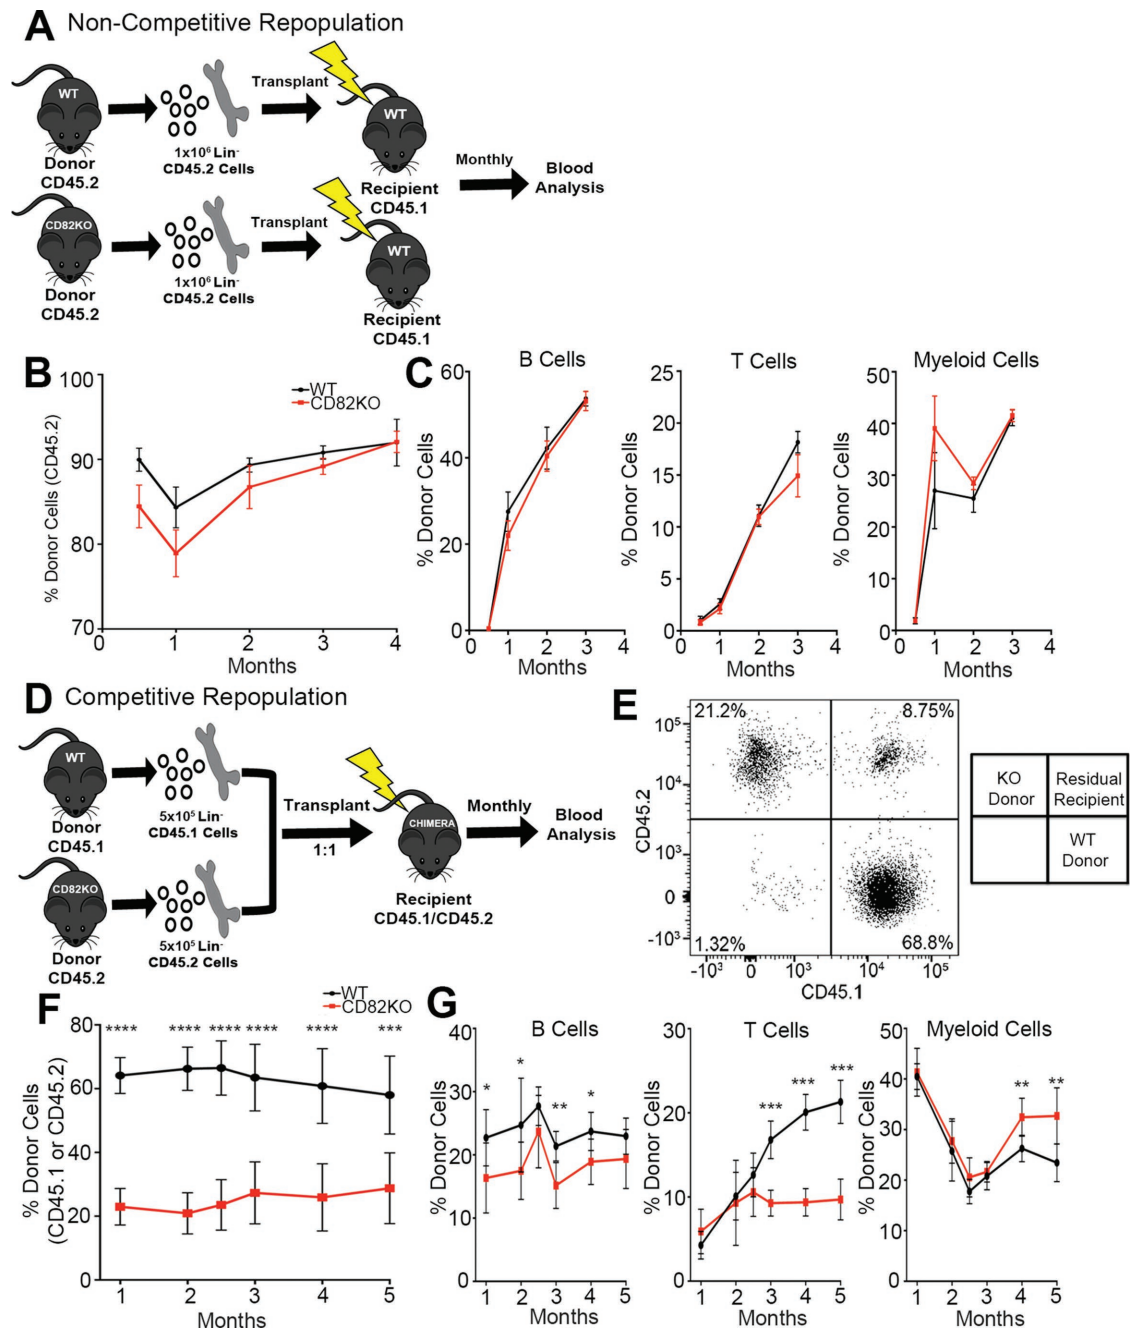 A Non-Competitive Repopulation
WT
Donor
CD45.2
1x10⁶ Lin⁻
CD45.2 Cells
Transplant
WT
Recipient
CD45.1
Monthly
Blood
Analysis
CD82KO
Donor
CD45.2
1x10⁶ Lin⁻
CD45.2 Cells
Transplant
WT
Recipient
CD45.1
B
WT
CD82KO
% Donor Cells (CD45.2)
100
90
80
70
0 1 2 3 4
Months
C
B Cells
% Donor Cells
60
40
20
0
0 1 2 3 4
Months
T Cells
% Donor Cells
25
20
15
10
5
0
0 1 2 3 4
Months
Myeloid Cells
% Donor Cells
50
40
30
20
10
0
0 1 2 3 4
Months
D Competitive Repopulation
WT
Donor
CD45.1
5x10⁵ Lin⁻
CD45.1 Cells
CD82KO
Donor
CD45.2
5x10⁵ Lin⁻
CD45.2 Cells
Transplant
1:1
CHIMERA
Recipient
CD45.1/CD45.2
Monthly
Blood
Analysis
E
21.2% 8.75%
1.32% 68.8%
CD45.2
10⁵
10⁴
10³
0
-10³
-10³ 0 10³ 10⁴ 10⁵
CD45.1
KO
Donor
Residual
Recipient
WT
Donor
F
WT
CD82KO
**** **** **** **** **** ***
% Donor Cells
(CD45.1 or CD45.2)
80
60
40
20
0
1 2 3 4 5
Months
G
B Cells
* * ** *
% Donor Cells
40
30
20
10
0
1 2 3 4 5
Months
T Cells
*** *** ***
% Donor Cells
30
20
10
0
1 2 3 4 5
Months
Myeloid Cells
** **
% Donor Cells
50
40
30
20
10
0
1 2 3 4 5
Months